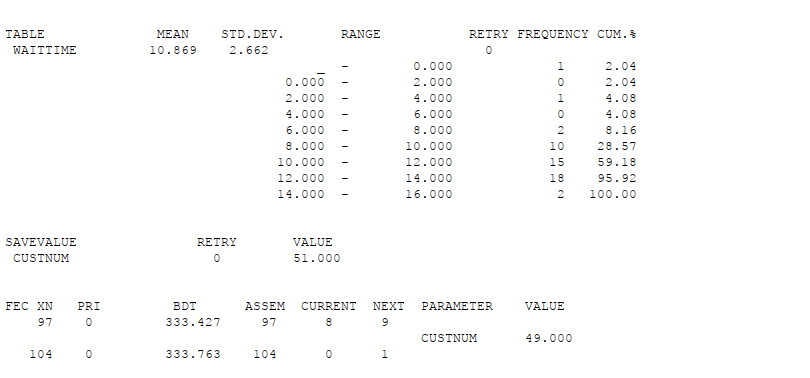 TABLE MEAN STD.DEV. RANGE RETRY FREQUENCY CUM.%
WAITTIME 10.869 2.662 0
_ - 0.000 1 2.04
0.000 - 2.000 0 2.04
2.000 - 4.000 1 4.08
4.000 - 6.000 0 4.08
6.000 - 8.000 2 8.16
8.000 - 10.000 10 28.57
10.000 - 12.000 15 59.18
12.000 - 14.000 18 95.92
14.000 - 16.000 2 100.00
SAVEVALUE RETRY VALUE
CUSTNUM 0 51.000
FEC XN PRI BDT ASSEM CURRENT NEXT PARAMETER VALUE
97 0 333.427 97 8 9
CUSTNUM 49.000
104 0 333.763 104 0 1